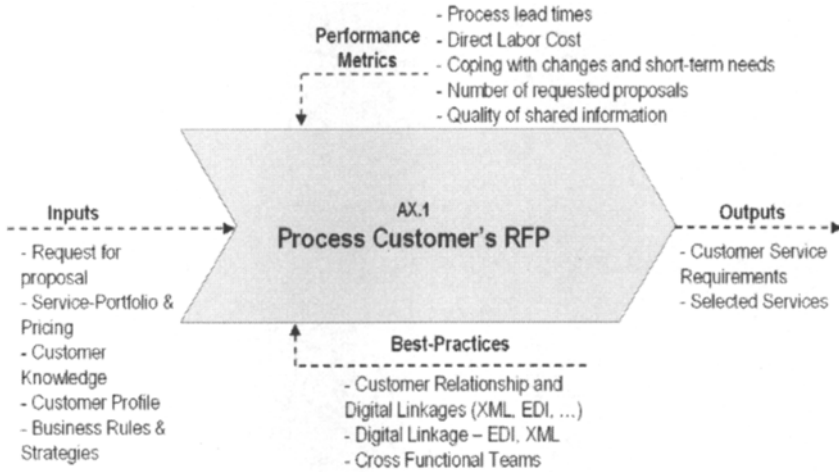 Performance
Metrics
- Process lead times
- Direct Labor Cost
- Coping with changes and short-term needs
- Number of requested proposals
- Quality of shared information
Inputs
- Request for
proposal
- Service-Portfolio &
Pricing
- Customer
Knowledge
- Customer Profile
- Business Rules &
Strategies
AX.1
Process Customer's RFP
Outputs
- Customer Service
Requirements
- Selected Services
Best-Practices
- Customer Relationship and
Digital Linkages (XML, EDI, ...)
- Digital Linkage – EDI, XML
- Cross Functional Teams